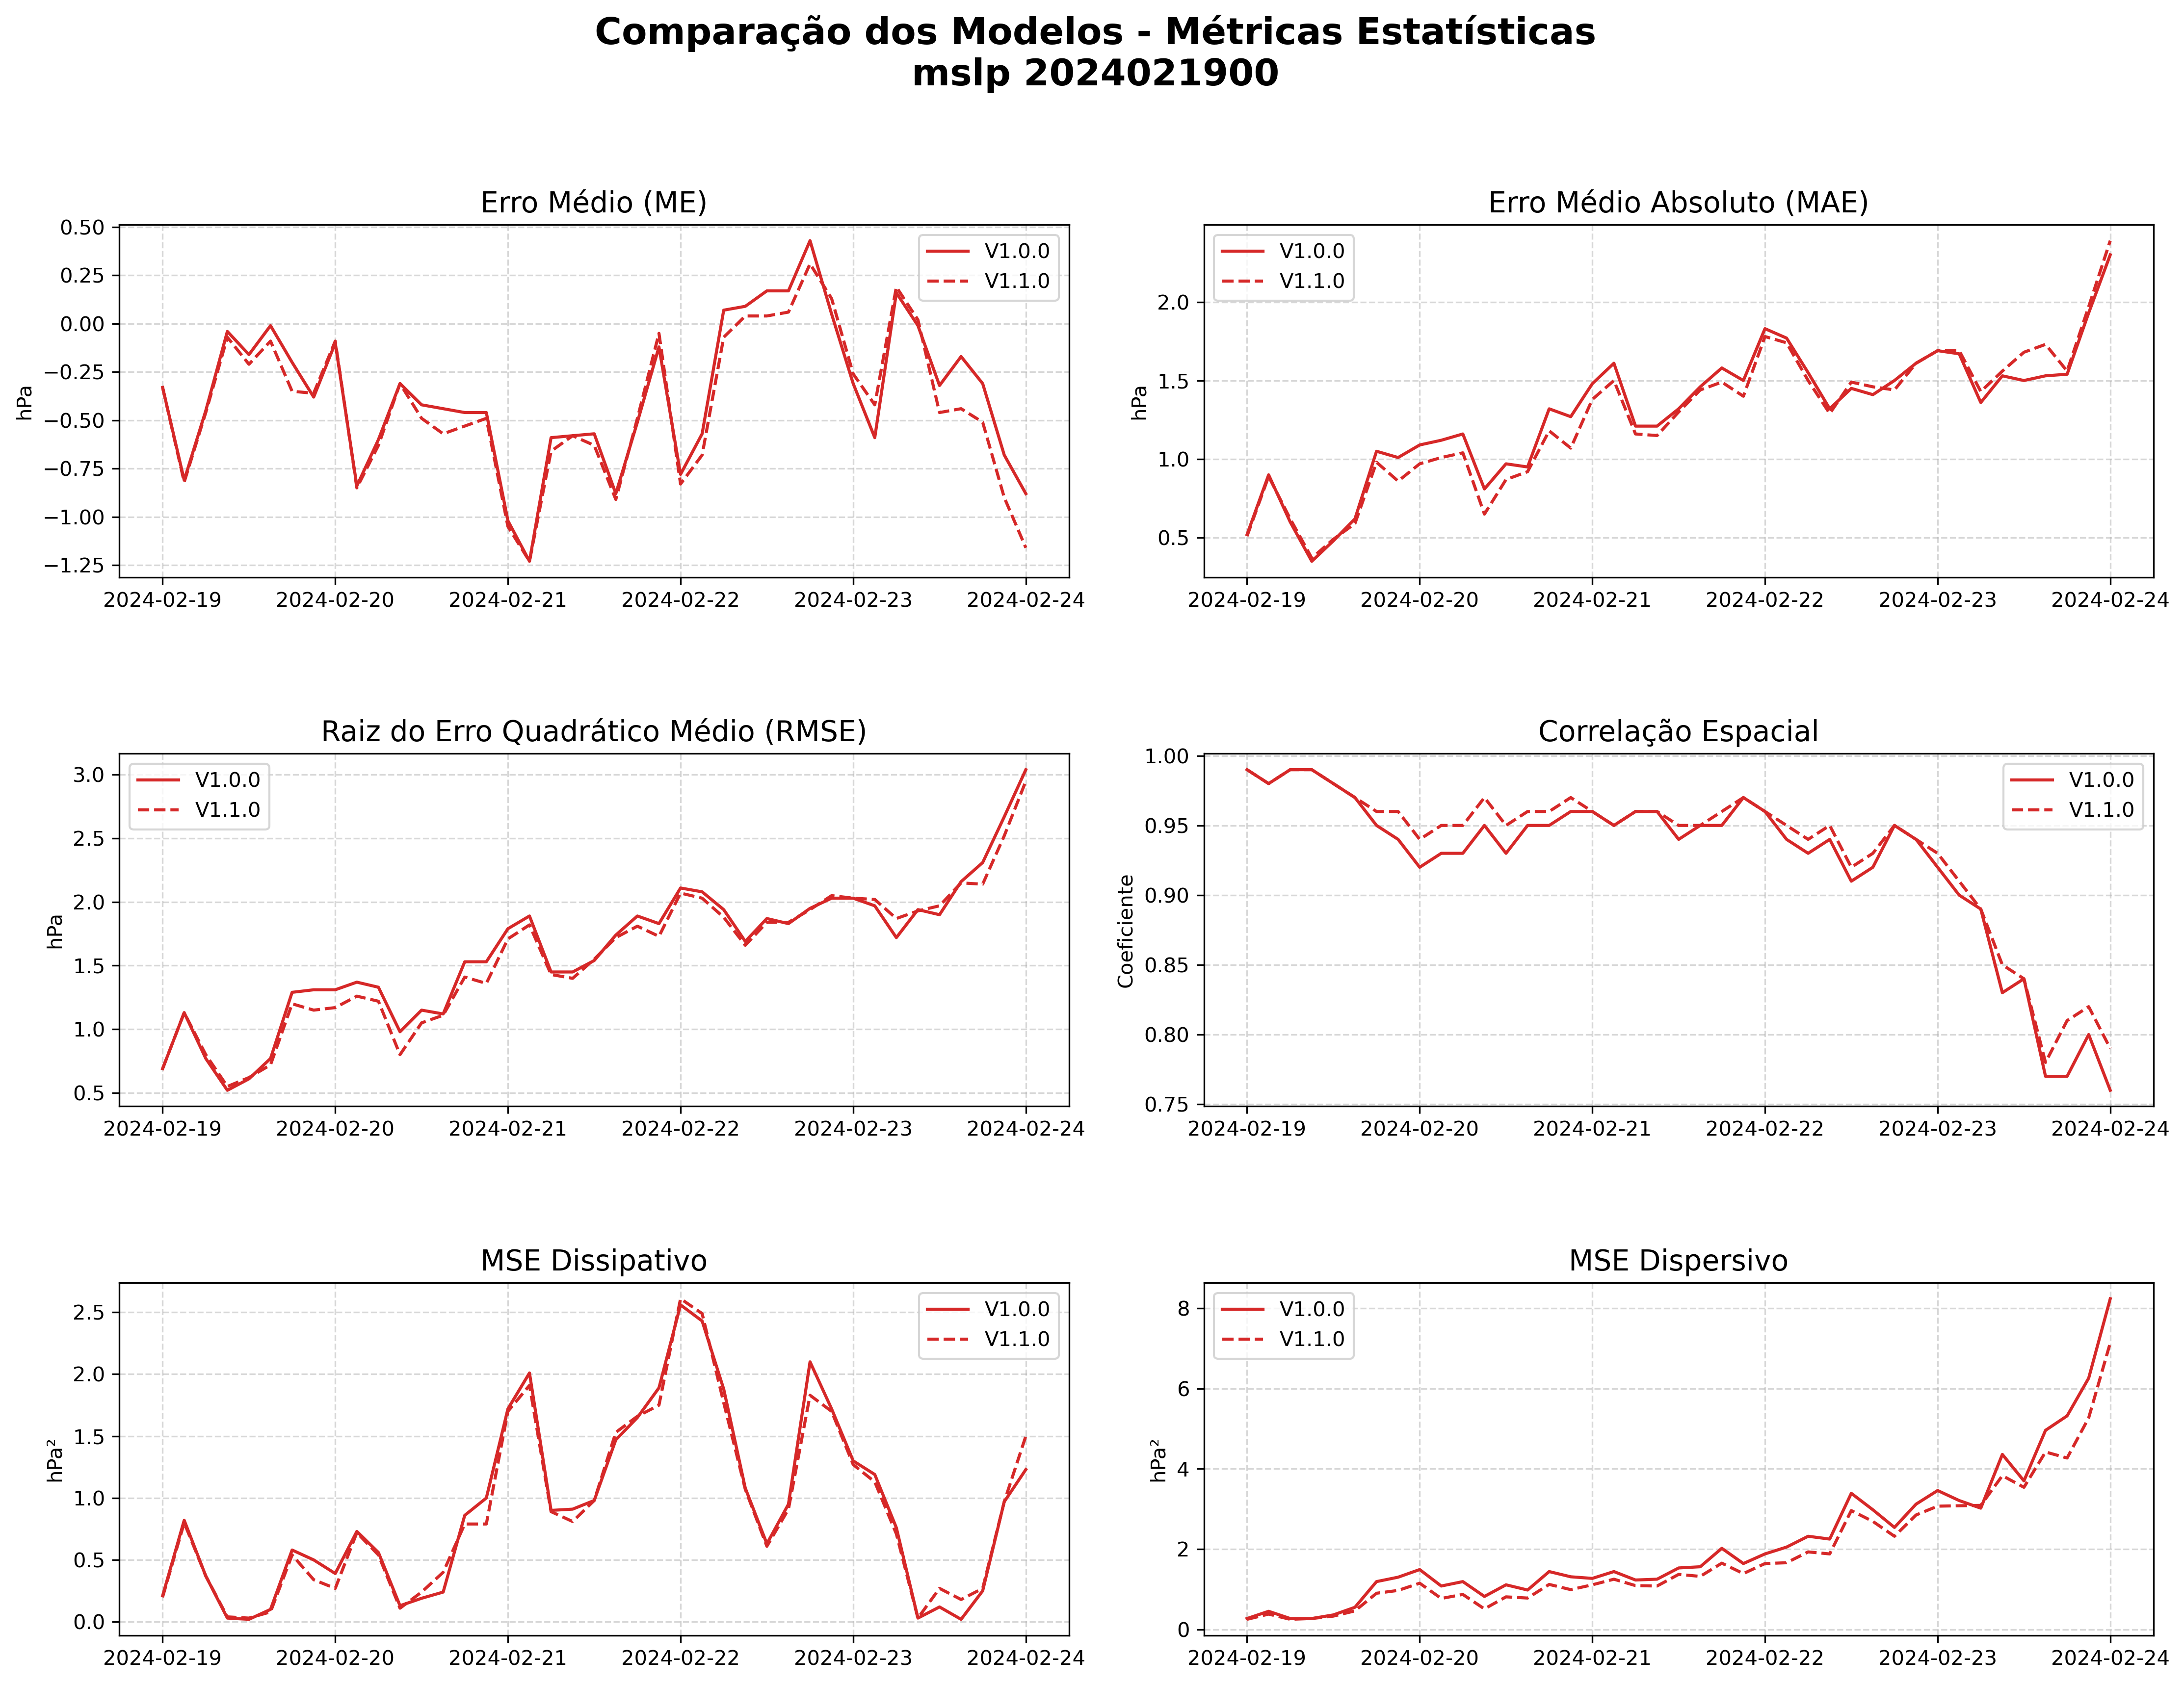 Comparação dos Modelos - Métricas Estatísticas
mslp 2024021900
Erro Médio (ME)
hPa
0.50
0.25
0.00
−0.25
−0.50
−0.75
−1.00
−1.25
V1.0.0
V1.1.0
2024-02-19 2024-02-20 2024-02-21 2024-02-22 2024-02-23 2024-02-24
Erro Médio Absoluto (MAE)
hPa
2.0
1.5
1.0
0.5
V1.0.0
V1.1.0
2024-02-19 2024-02-20 2024-02-21 2024-02-22 2024-02-23 2024-02-24
Raiz do Erro Quadrático Médio (RMSE)
hPa
3.0
2.5
2.0
1.5
1.0
0.5
V1.0.0
V1.1.0
2024-02-19 2024-02-20 2024-02-21 2024-02-22 2024-02-23 2024-02-24
Correlação Espacial
Coeficiente
1.00
0.95
0.90
0.85
0.80
0.75
V1.0.0
V1.1.0
2024-02-19 2024-02-20 2024-02-21 2024-02-22 2024-02-23 2024-02-24
MSE Dissipativo
hPa²
2.5
2.0
1.5
1.0
0.5
0.0
V1.0.0
V1.1.0
2024-02-19 2024-02-20 2024-02-21 2024-02-22 2024-02-23 2024-02-24
MSE Dispersivo
hPa²
8
6
4
2
0
V1.0.0
V1.1.0
2024-02-19 2024-02-20 2024-02-21 2024-02-22 2024-02-23 2024-02-24